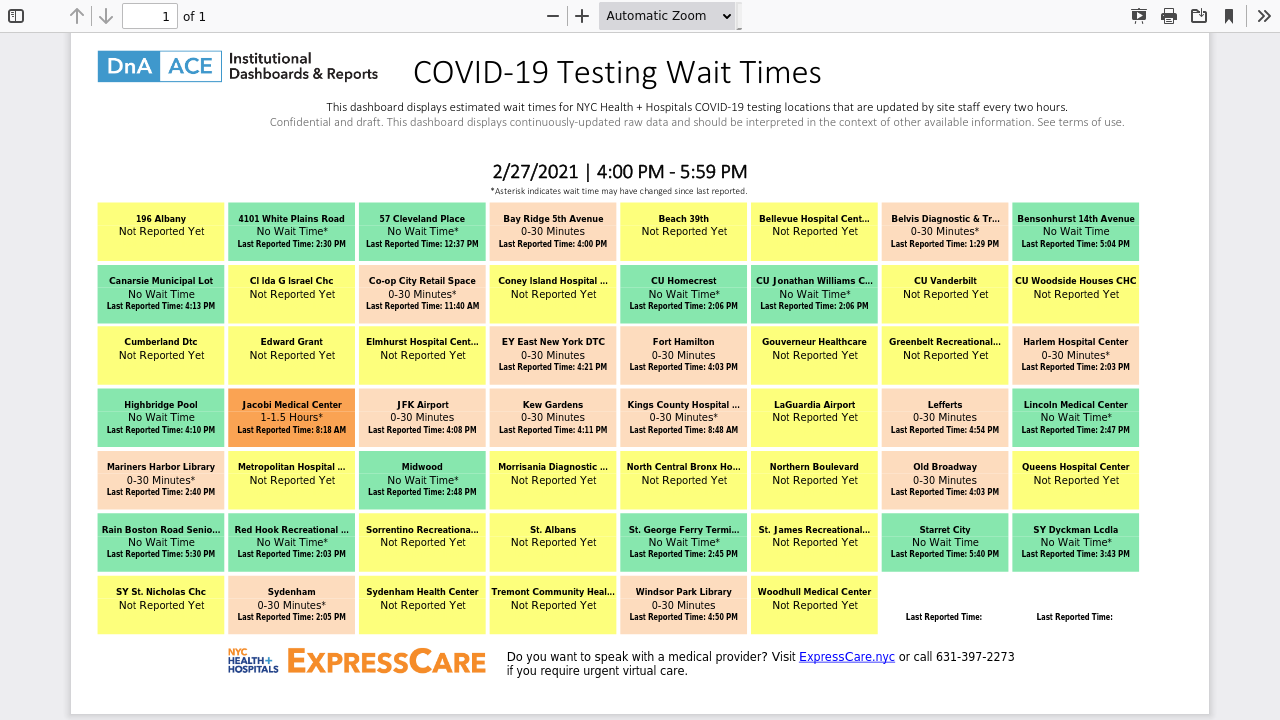 1 of 1 Automatic Zoom
DnA ACE Institutional
Dashboards & Reports
COVID-19 Testing Wait Times
This dashboard displays estimated wait times for NYC Health + Hospitals COVID-19 testing locations that are updated by site staff every two hours.
Confidential and draft. This dashboard displays continuously-updated raw data and should be interpreted in the context of other available information. See terms of use.
2/27/2021 | 4:00 PM - 5:59 PM
*Asterisk indicates wait time may have changed since last reported.
196 Albany
Not Reported Yet
4101 White Plains Road
No Wait Time*
Last Reported Time: 2:30 PM
57 Cleveland Place
No Wait Time*
Last Reported Time: 12:37 PM
Bay Ridge 5th Avenue
0-30 Minutes
Last Reported Time: 4:00 PM
Beach 39th
Not Reported Yet
Bellevue Hospital Cent...
Not Reported Yet
Belvis Diagnostic & Tr...
0-30 Minutes*
Last Reported Time: 1:29 PM
Bensonhurst 14th Avenue
No Wait Time
Last Reported Time: 5:04 PM
Canarsie Municipal Lot
No Wait Time
Last Reported Time: 4:13 PM
Cl Ida G Israel Chc
Not Reported Yet
Co-op City Retail Space
0-30 Minutes*
Last Reported Time: 11:40 AM
Coney Island Hospital ...
Not Reported Yet
CU Homecrest
No Wait Time*
Last Reported Time: 2:06 PM
CU Jonathan Williams C...
No Wait Time*
Last Reported Time: 2:06 PM
CU Vanderbilt
Not Reported Yet
CU Woodside Houses CHC
Not Reported Yet
Cumberland Dtc
Not Reported Yet
Edward Grant
Not Reported Yet
Elmhurst Hospital Cent...
Not Reported Yet
EY East New York DTC
0-30 Minutes
Last Reported Time: 4:21 PM
Fort Hamilton
0-30 Minutes
Last Reported Time: 4:03 PM
Gouverneur Healthcare
Not Reported Yet
Greenbelt Recreational...
Not Reported Yet
Harlem Hospital Center
0-30 Minutes*
Last Reported Time: 2:03 PM
Highbridge Pool
No Wait Time
Last Reported Time: 4:10 PM
Jacobi Medical Center
1-1.5 Hours*
Last Reported Time: 8:18 AM
JFK Airport
0-30 Minutes
Last Reported Time: 4:08 PM
Kew Gardens
0-30 Minutes
Last Reported Time: 4:11 PM
Kings County Hospital ...
0-30 Minutes*
Last Reported Time: 8:48 AM
LaGuardia Airport
Not Reported Yet
Lefferts
0-30 Minutes
Last Reported Time: 4:54 PM
Lincoln Medical Center
No Wait Time*
Last Reported Time: 2:47 PM
Mariners Harbor Library
0-30 Minutes*
Last Reported Time: 2:40 PM
Metropolitan Hospital ...
Not Reported Yet
Midwood
No Wait Time*
Last Reported Time: 2:48 PM
Morrisania Diagnostic ...
Not Reported Yet
North Central Bronx Ho...
Not Reported Yet
Northern Boulevard
Not Reported Yet
Old Broadway
0-30 Minutes
Last Reported Time: 4:03 PM
Queens Hospital Center
Not Reported Yet
Rain Boston Road Senio...
No Wait Time
Last Reported Time: 5:30 PM
Red Hook Recreational ...
No Wait Time*
Last Reported Time: 2:03 PM
Sorrentino Recreationa...
Not Reported Yet
St. Albans
Not Reported Yet
St. George Ferry Termi...
No Wait Time*
Last Reported Time: 2:45 PM
St. James Recreational...
Not Reported Yet
Starret City
No Wait Time
Last Reported Time: 5:40 PM
SY Dyckman Lcdla
No Wait Time*
Last Reported Time: 3:43 PM
SY St. Nicholas Chc
Not Reported Yet
Sydenham
0-30 Minutes*
Last Reported Time: 2:05 PM
Sydenham Health Center
Not Reported Yet
Tremont Community Heal...
Not Reported Yet
Windsor Park Library
0-30 Minutes
Last Reported Time: 4:50 PM
Woodhull Medical Center
Not Reported Yet
Last Reported Time:
Last Reported Time:
NYC
HEALTH+
HOSPITALS
EXPRESSCARE
Do you want to speak with a medical provider? Visit ExpressCare.nyc or call 631-397-2273
if you require urgent virtual care.